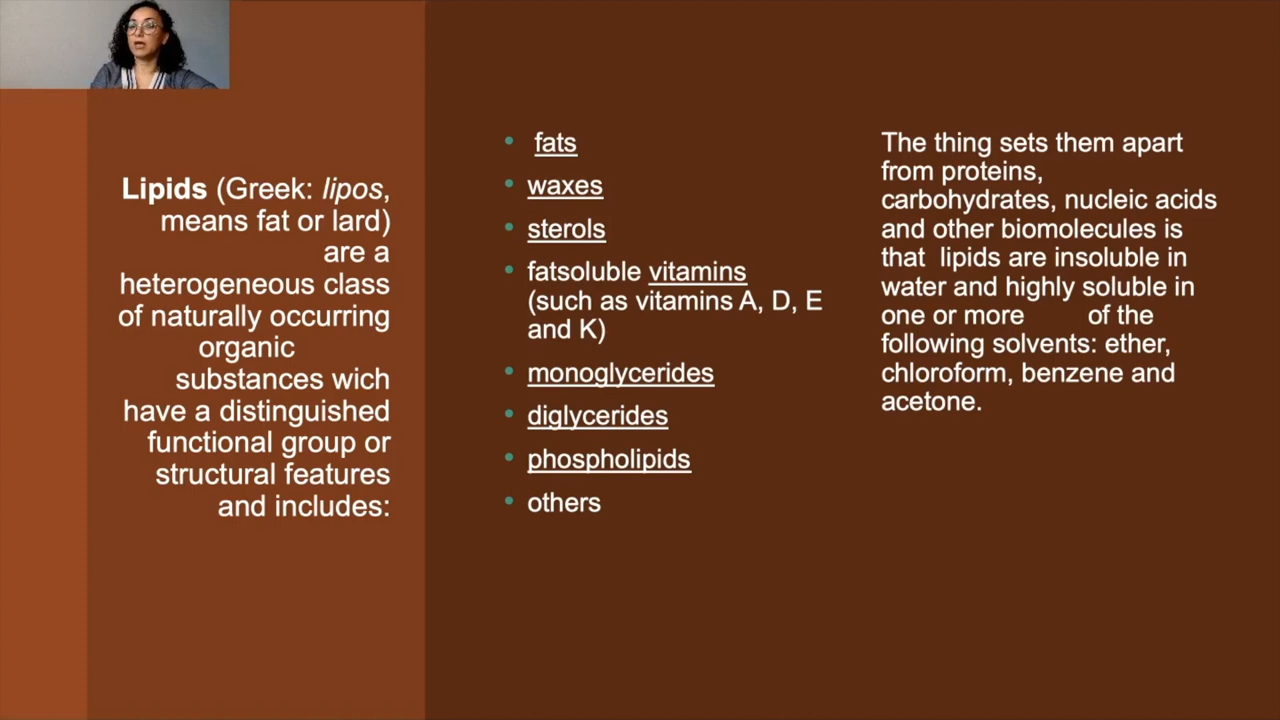 Lipids (Greek: lipos,
means fat or lard)
are a
heterogeneous class
of naturally occurring
organic
substances wich
have a distinguished
functional group or
structural features
and includes:
• fats
• waxes
• sterols
• fatsoluble vitamins
(such as vitamins A, D, E
and K)
• monoglycerides
• diglycerides
• phospholipids
• others
The thing sets them apart
from proteins,
carbohydrates, nucleic acids
and other biomolecules is
that lipids are insoluble in
water and highly soluble in
one or more of the
following solvents: ether,
chloroform, benzene and
acetone.